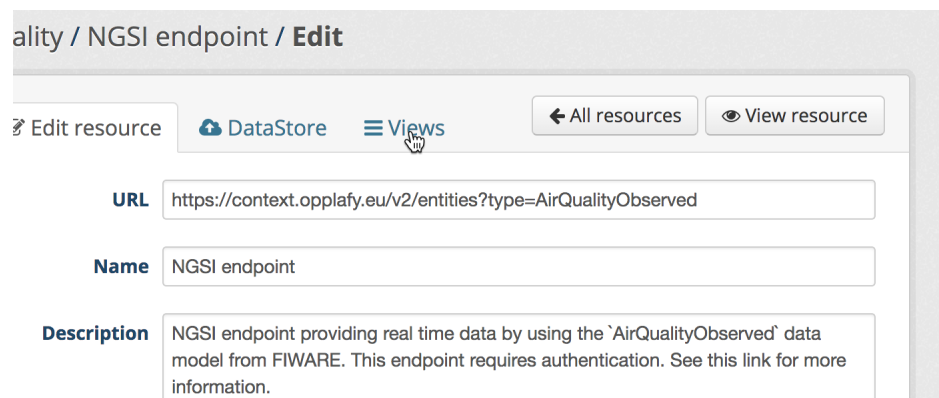 ality / NGSI endpoint / Edit
Edit resource DataStore Views All resources View resource
URL https://context.opplafy.eu/v2/entities?type=AirQualityObserved
Name NGSI endpoint
Description NGSI endpoint providing real time data by using the `AirQualityObserved` data
model from FIWARE. This endpoint requires authentication. See this link for more
information.